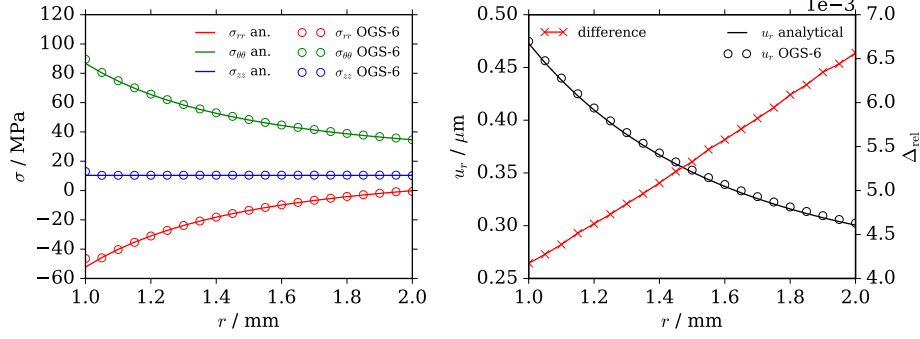 σrr an.
σθθ an.
σzz an.
σrr OGS-6
σθθ OGS-6
σzz OGS-6
120
100
80
60
40
20
0
−20
−40
−60
σ / MPa
1.0 1.2 1.4 1.6 1.8 2.0
r / mm
1e−3
difference
ur analytical
ur OGS-6
0.50
0.45
0.40
0.35
0.30
0.25
ur / μm
7.0
6.5
6.0
5.5
5.0
4.5
4.0
Δrel
1.0 1.2 1.4 1.6 1.8 2.0
r / mm